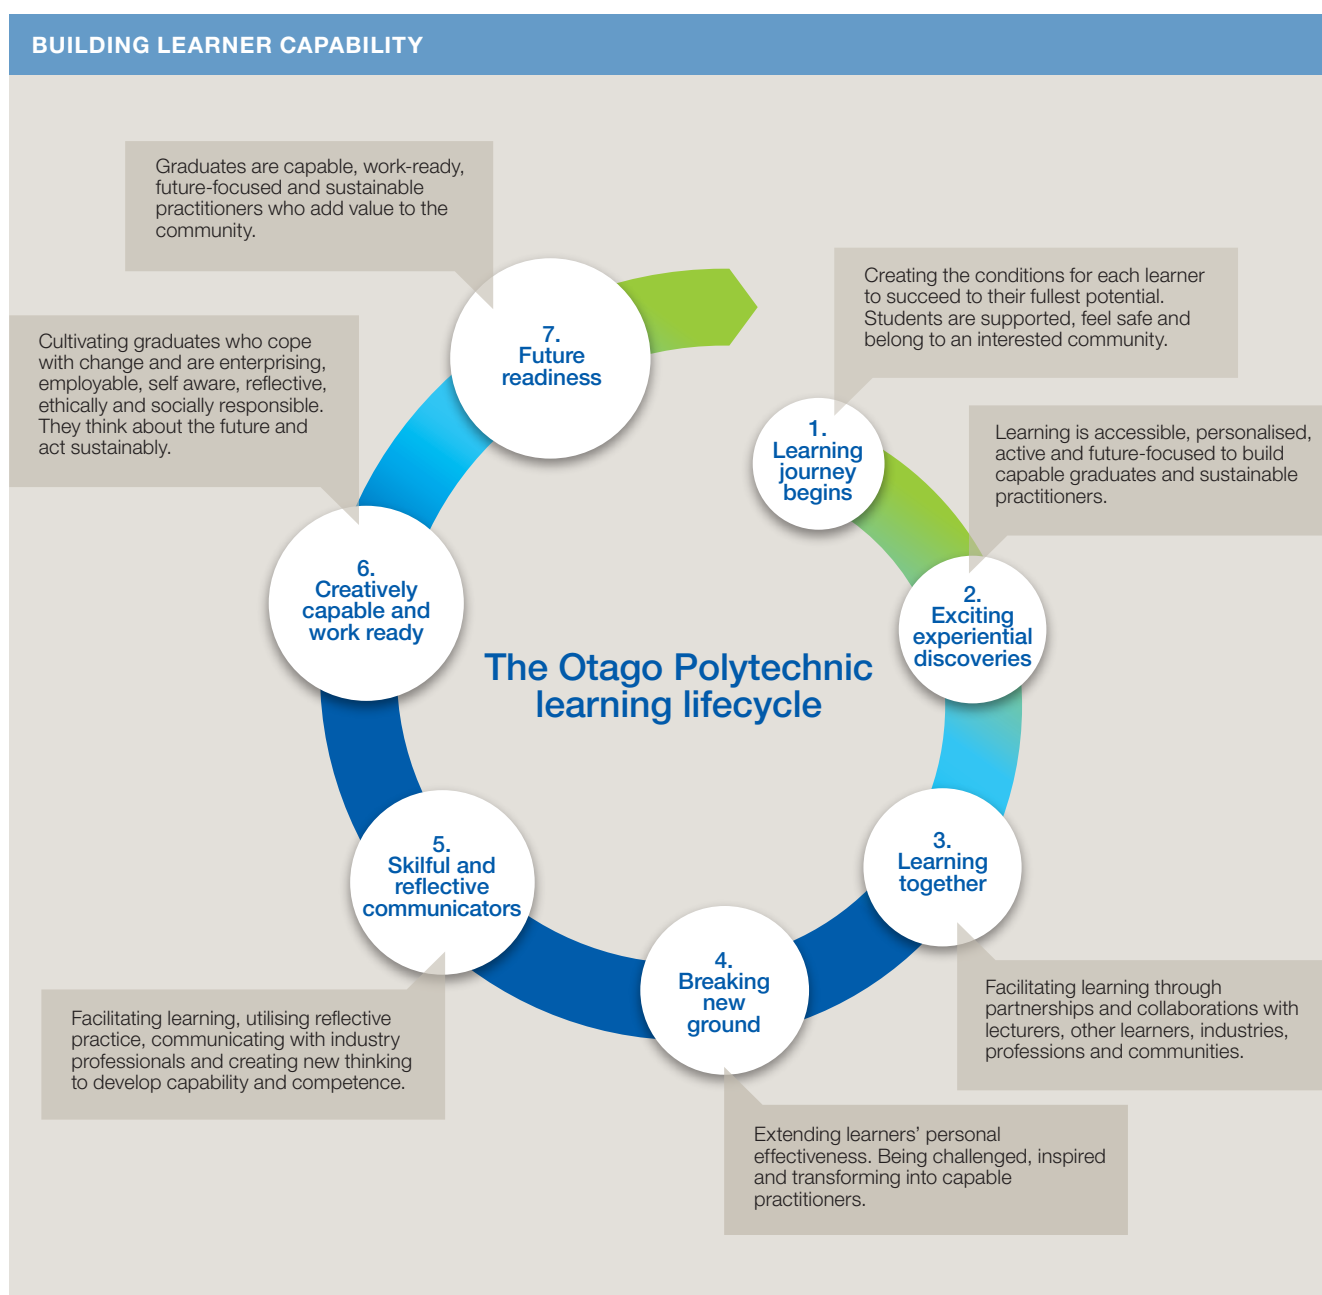 BUILDING LEARNER CAPABILITY
Graduates are capable, work-ready,
future-focused and sustainable
practitioners who add value to the
community.
Creating the conditions for each learner
to succeed to their fullest potential.
Students are supported, feel safe and
belong to an interested community.
Cultivating graduates who cope
with change and are enterprising,
employable, self aware, reflective,
ethically and socially responsible.
They think about the future and
act sustainably.
7.
Future
readiness
1.
Learning
journey
begins
Learning is accessible, personalised,
active and future-focused to build
capable graduates and sustainable
practitioners.
6.
Creatively
capable and
work ready
2.
Exciting
experiential
discoveries
The Otago Polytechnic
learning lifecycle
5.
Skilful and
reflective
communicators
3.
Learning
together
4.
Breaking
new
ground
Facilitating learning, utilising reflective
practice, communicating with industry
professionals and creating new thinking
to develop capability and competence.
Facilitating learning through
partnerships and collaborations with
lecturers, other learners, industries,
professions and communities.
Extending learners’ personal
effectiveness. Being challenged, inspired
and transforming into capable
practitioners.